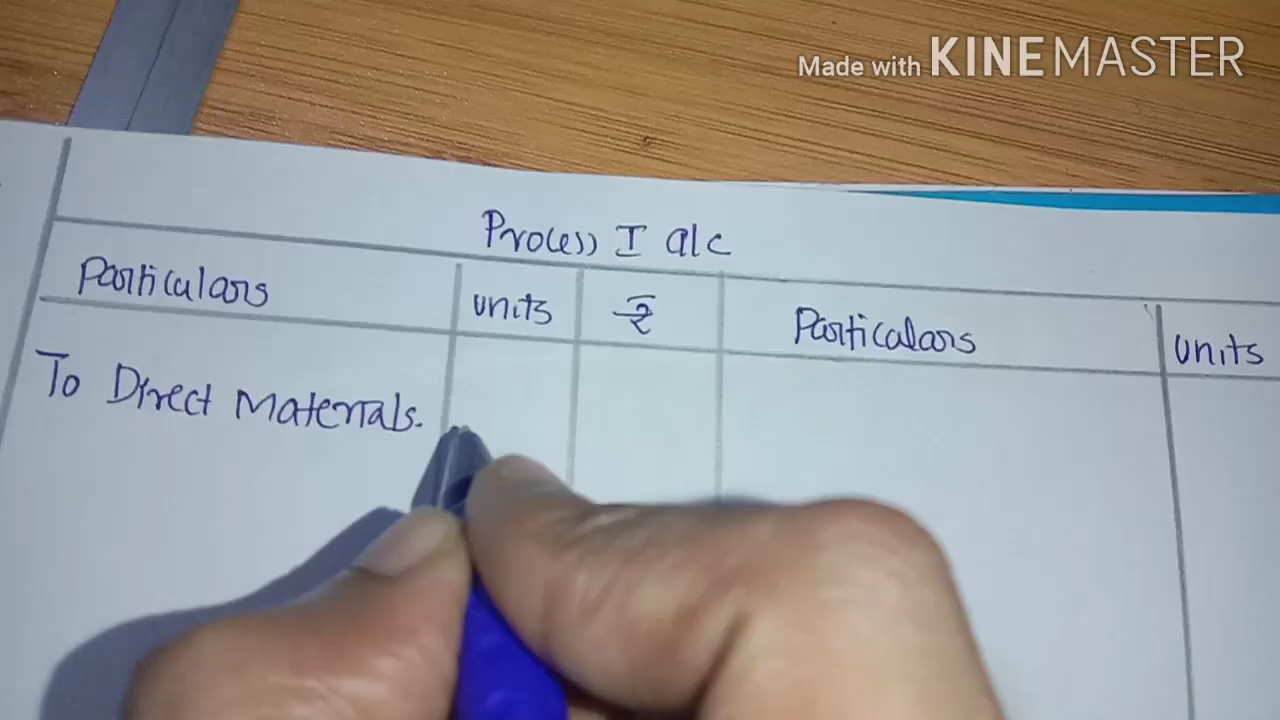 Made with KINEMASTER
Process I a/c
Particulars units ₹ Particulars units
To Direct Materials.